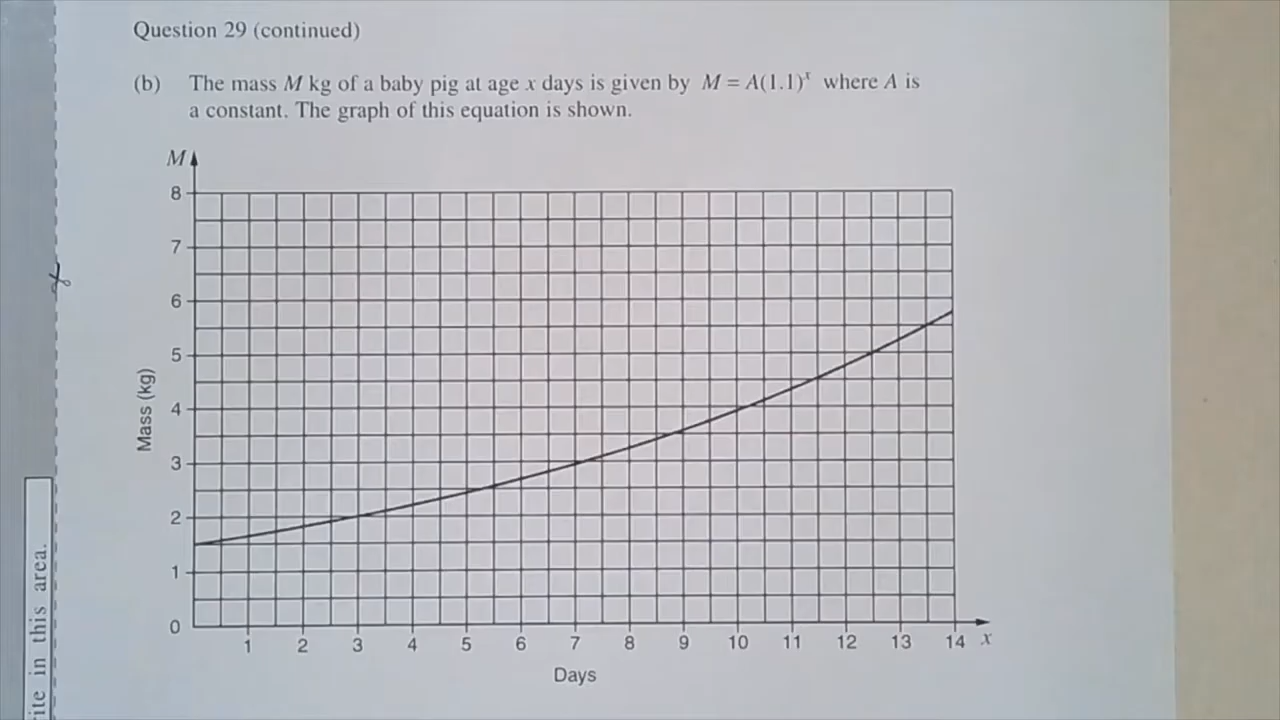 Question 29 (continued)
(b) The mass M kg of a baby pig at age x days is given by M = A(1.1)ˣ where A is
a constant. The graph of this equation is shown.
M
8
7
6
5
4
3
2
1
0
Mass (kg)
1 2 3 4 5 6 7 8 9 10 11 12 13 14 x
Days
in this area.